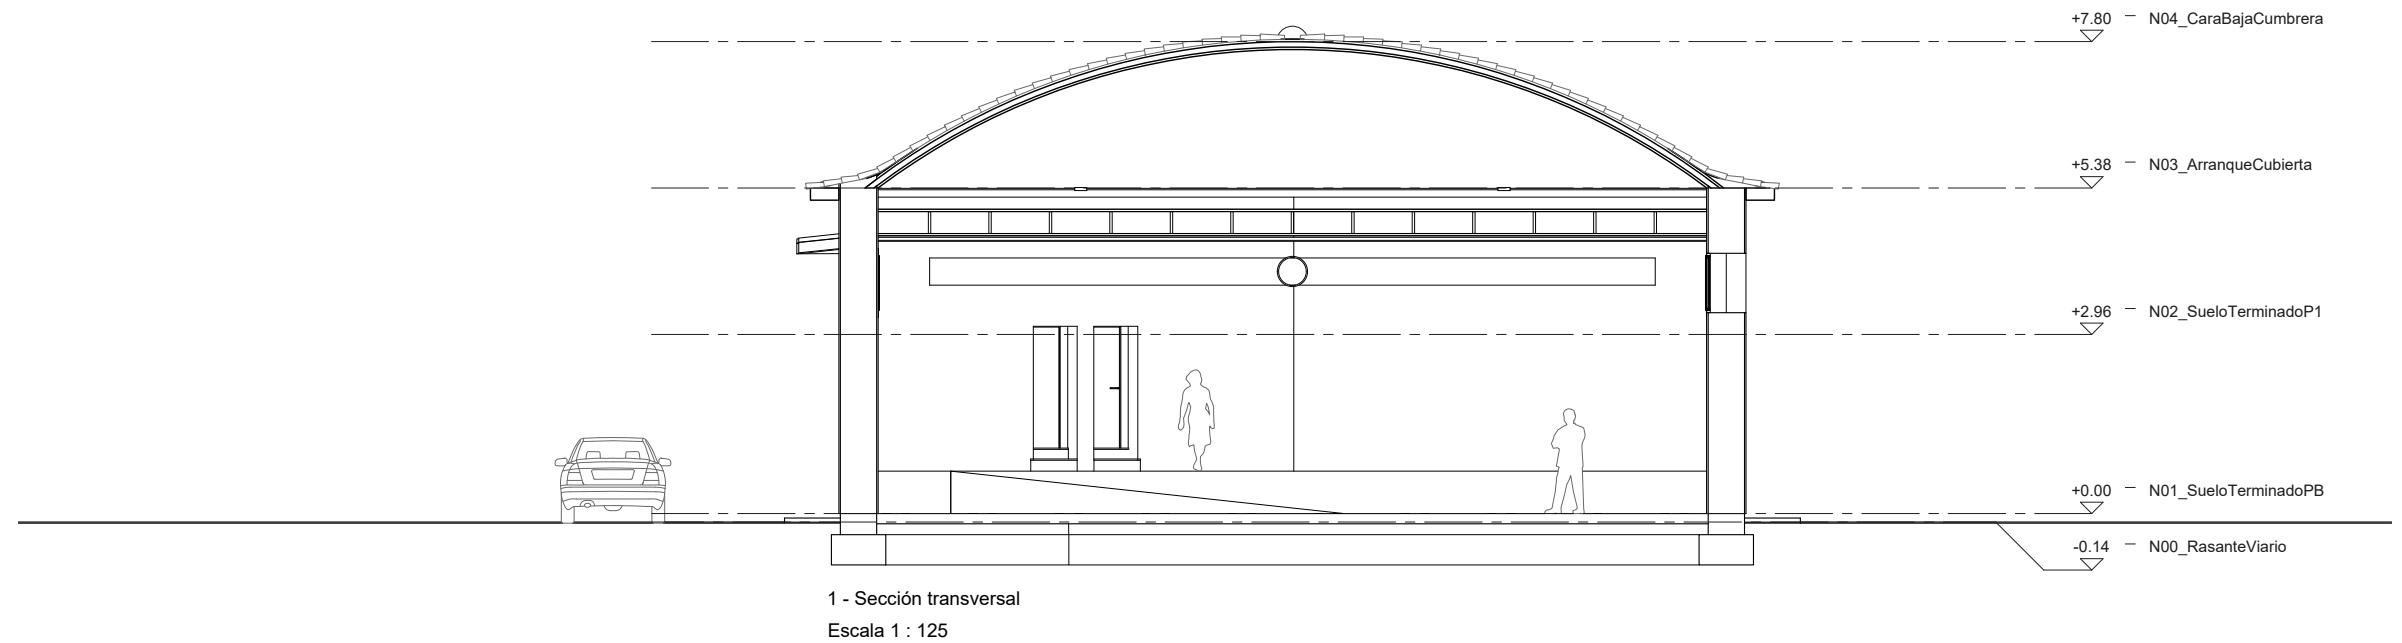 +7.80 N04_CaraBajaCumbrera
+5.38 N03_ArranqueCubierta
+2.96 N02_SueloTerminadoP1
+0.00 N01_SueloTerminadoPB
-0.14 N00_RasanteViario
1 - Sección transversal
Escala 1 : 125